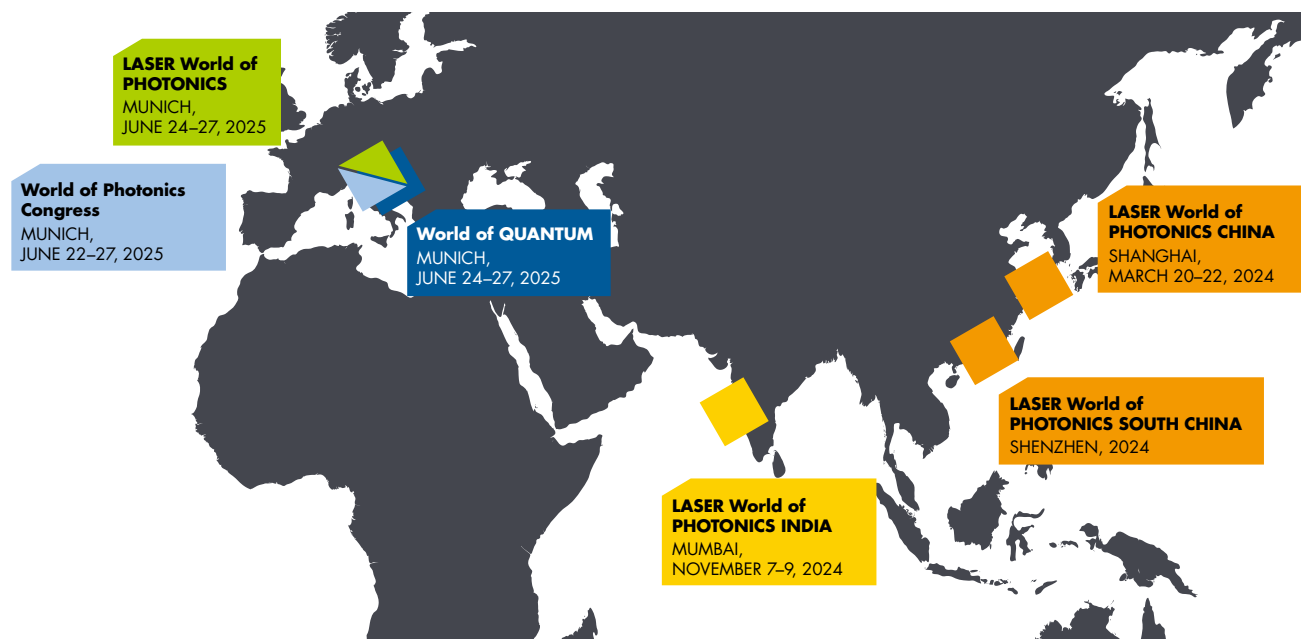 LASER World of
PHOTONICS
MUNICH,
JUNE 24–27, 2025
World of Photonics
Congress
MUNICH,
JUNE 22–27, 2025
World of QUANTUM
MUNICH,
JUNE 24–27, 2025
LASER World of
PHOTONICS CHINA
SHANGHAI,
MARCH 20–22, 2024
LASER World of
PHOTONICS SOUTH CHINA
SHENZHEN, 2024
LASER World of
PHOTONICS INDIA
MUMBAI,
NOVEMBER 7–9, 2024